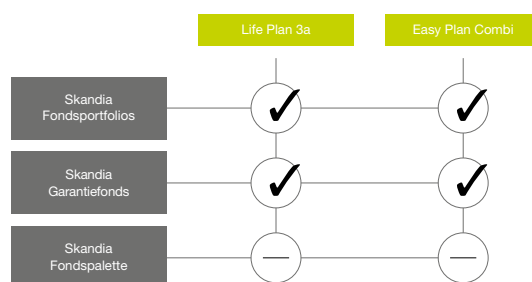 Life Plan 3a
Easy Plan Combi
Skandia
Fondsportfolios
Skandia
Garantiefonds
Skandia
Fondspalette